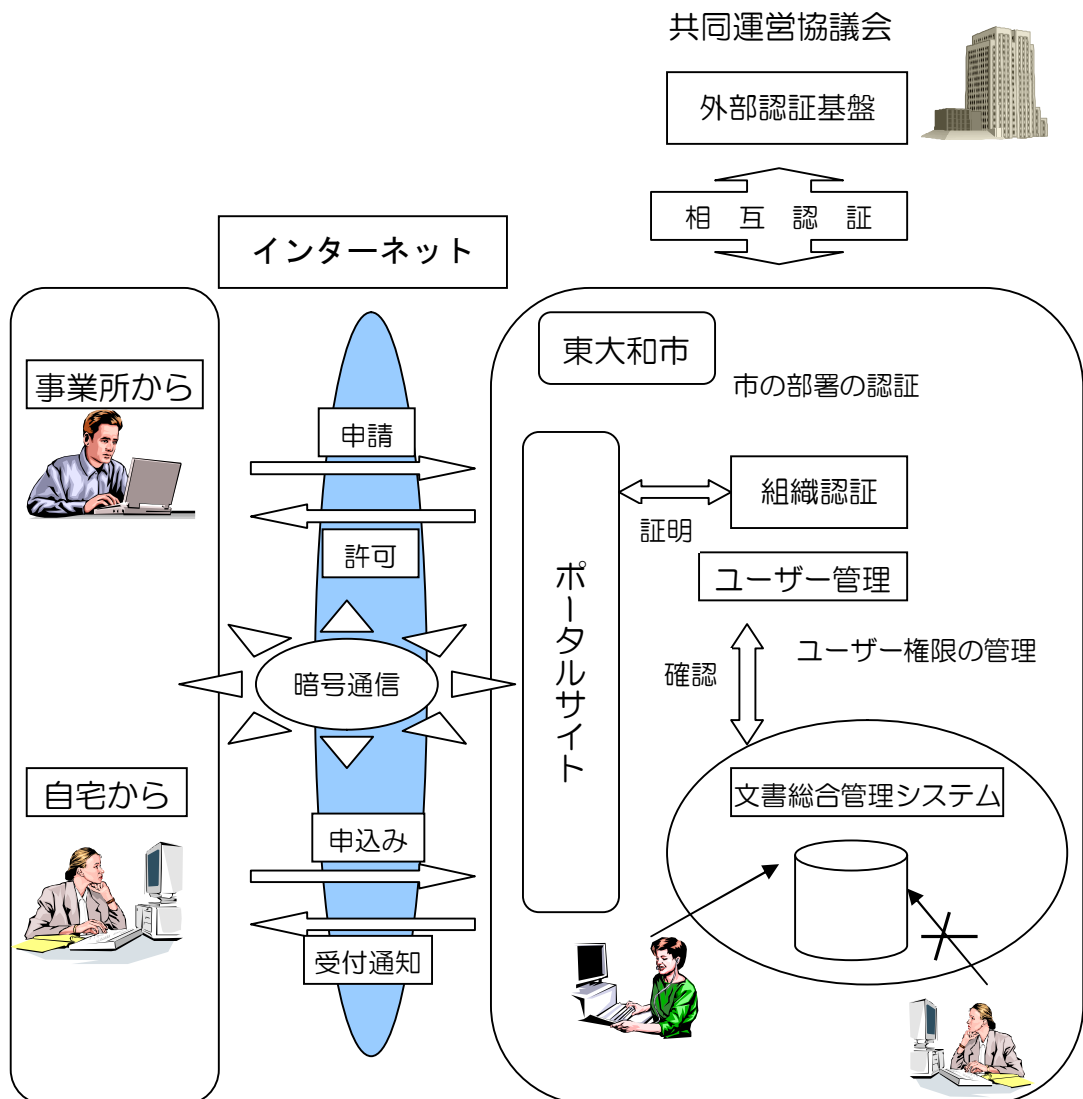 共同運営協議会
外部認証基盤
相 互 認 証
インターネット
東大和市
市の部署の認証
事業所から
申請
許可
組織認証
証明
ユーザー管理
ポータルサイト
ユーザー権限の管理
確認
暗号通信
自宅から
文書総合管理システム
申込み
受付通知